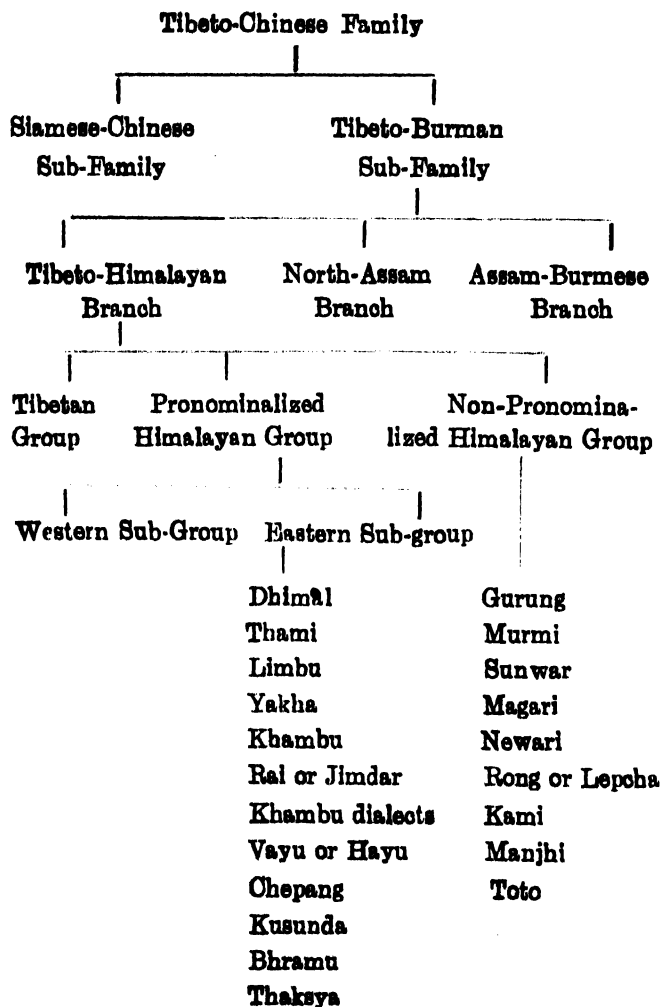 Tibeto-Chinese Family
Siamese-Chinese Tibeto-Burman
Sub-Family Sub-Family
Tibeto-Himalayan North-Assam Assam-Burmese
Branch Branch Branch
Tibetan Pronominalized Non-Pronomina-
Group Himalayan Group lized Himalayan Group
Western Sub-Group Eastern Sub-group
Dhimal Gurung
Thami Murmi
Limbu Sunwar
Yakha Magari
Khambu Newari
Rai or Jimdar Rong or Lepcha
Khambu dialects Kami
Vayu or Hayu Manjhi
Chepang Toto
Kusunda
Bhramu
Thaksya